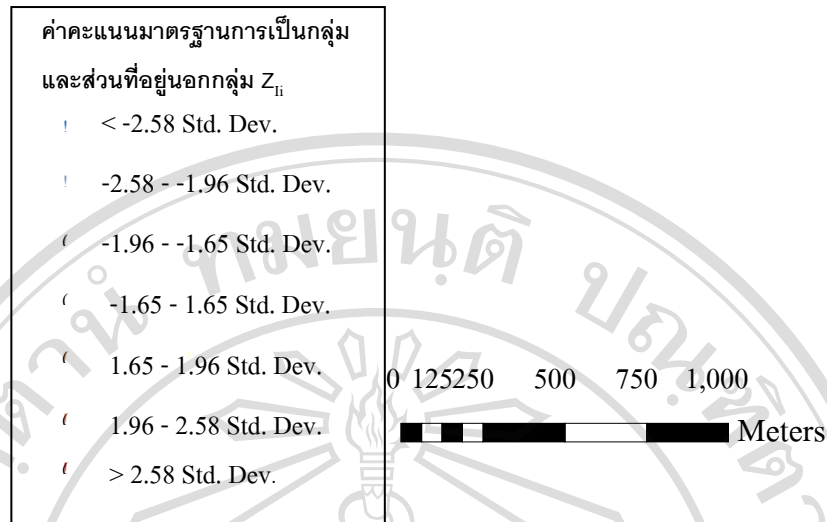 ค่าคะแนนมาตรฐานการเป็นกลุ่ม
และส่วนที่อยู่นอกกลุ่ม Z_Ii
! < -2.58 Std. Dev.
! -2.58 - -1.96 Std. Dev.
( -1.96 - -1.65 Std. Dev.
( -1.65 - 1.65 Std. Dev.
( 1.65 - 1.96 Std. Dev.
( 1.96 - 2.58 Std. Dev.
( > 2.58 Std. Dev.
0 125250 500 750 1,000
Meters